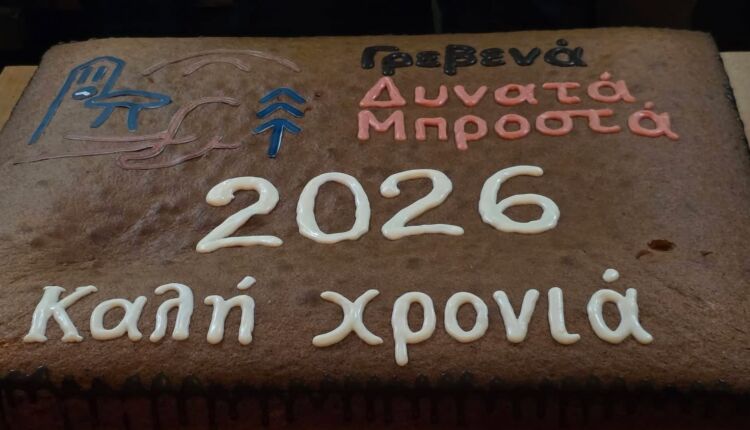 Γρεβενά
Δυνατά
Μπροστά
2026
Καλή χρονιά